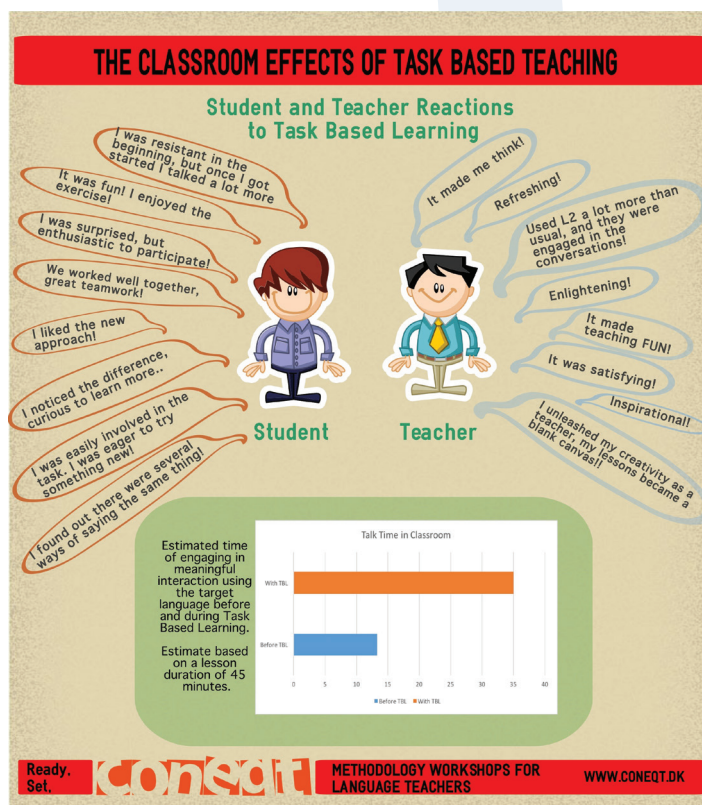 THE CLASSROOM EFFECTS OF TASK BASED TEACHING
Student and Teacher Reactions
to Task Based Learning
I was resistant in the
beginning, but once I got
started I talked a lot more
It was fun! I enjoyed the
exercise!
I was surprised, but
enthusiastic to participate!
We worked well together,
great teamwork!
I liked the new
approach!
I noticed the difference,
curious to learn more..
I was easily involved in the
task. I was eager to try
something new!
I found out there were several
ways of saying the same thing!
Student
It made me think!
Refreshing!
Used L2 a lot more than
usual, and they were
engaged in the
conversations!
Enlightening!
It made
teaching FUN!
It was satisfying!
Inspirational!
I unleashed my creativity as a
teacher, my lessons became a
blank canvas!!
Teacher
Estimated time
of engaging in
meaningful
interaction using
the target
language before
and during Task
Based Learning.
Estimate based
on a lesson
duration of 45
minutes.
Talk Time in Classroom
With TBL
Before TBL
0 5 10 15 20 25 30 35 40
Before TBL With TBL
Ready.
Set.
coneqt
METHODOLOGY WORKSHOPS FOR
LANGUAGE TEACHERS
WWW.CONEQT.DK